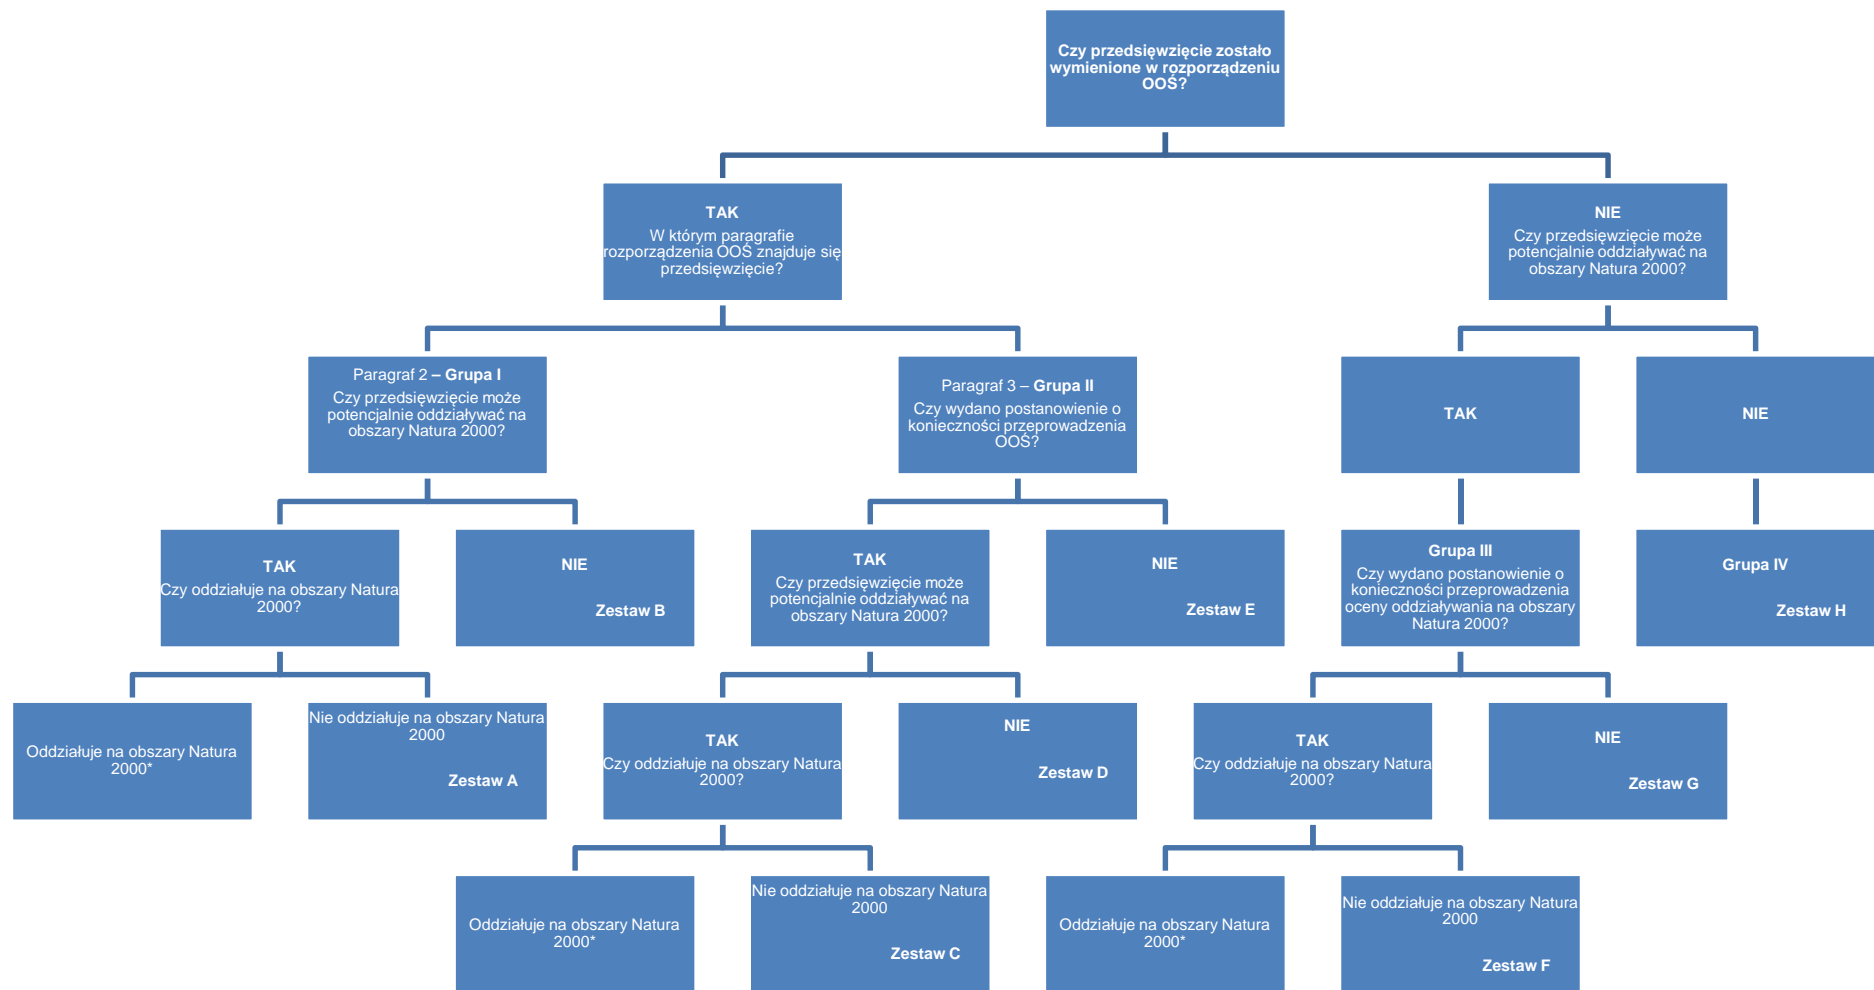 Czy przedsięwzięcie zostało
wymienione w rozporządzeniu
OOŚ?
TAK
W którym paragrafie
rozporządzenia OOŚ znajduje się
przedsięwzięcie?
NIE
Czy przedsięwzięcie może
potencjalnie oddziaływać na
obszary Natura 2000?
Paragraf 2 – Grupa I
Czy przedsięwzięcie może
potencjalnie oddziaływać na
obszary Natura 2000?
Paragraf 3 – Grupa II
Czy wydano postanowienie o
konieczności przeprowadzenia
OOŚ?
TAK
NIE
TAK
Czy oddziałuje na obszary Natura
2000?
NIE
Zestaw B
TAK
Czy przedsięwzięcie może
potencjalnie oddziaływać na
obszary Natura 2000?
NIE
Zestaw E
Grupa III
Czy wydano postanowienie o
konieczności przeprowadzenia
oceny oddziaływania na obszary
Natura 2000?
Grupa IV
Zestaw H
Oddziałuje na obszary Natura
2000*
Nie oddziałuje na obszary Natura
2000
Zestaw A
TAK
Czy oddziałuje na obszary Natura
2000?
NIE
Zestaw D
TAK
Czy oddziałuje na obszary Natura
2000?
NIE
Zestaw G
Oddziałuje na obszary Natura
2000*
Nie oddziałuje na obszary Natura
2000
Zestaw C
Oddziałuje na obszary Natura
2000*
Nie oddziałuje na obszary Natura
2000
Zestaw F